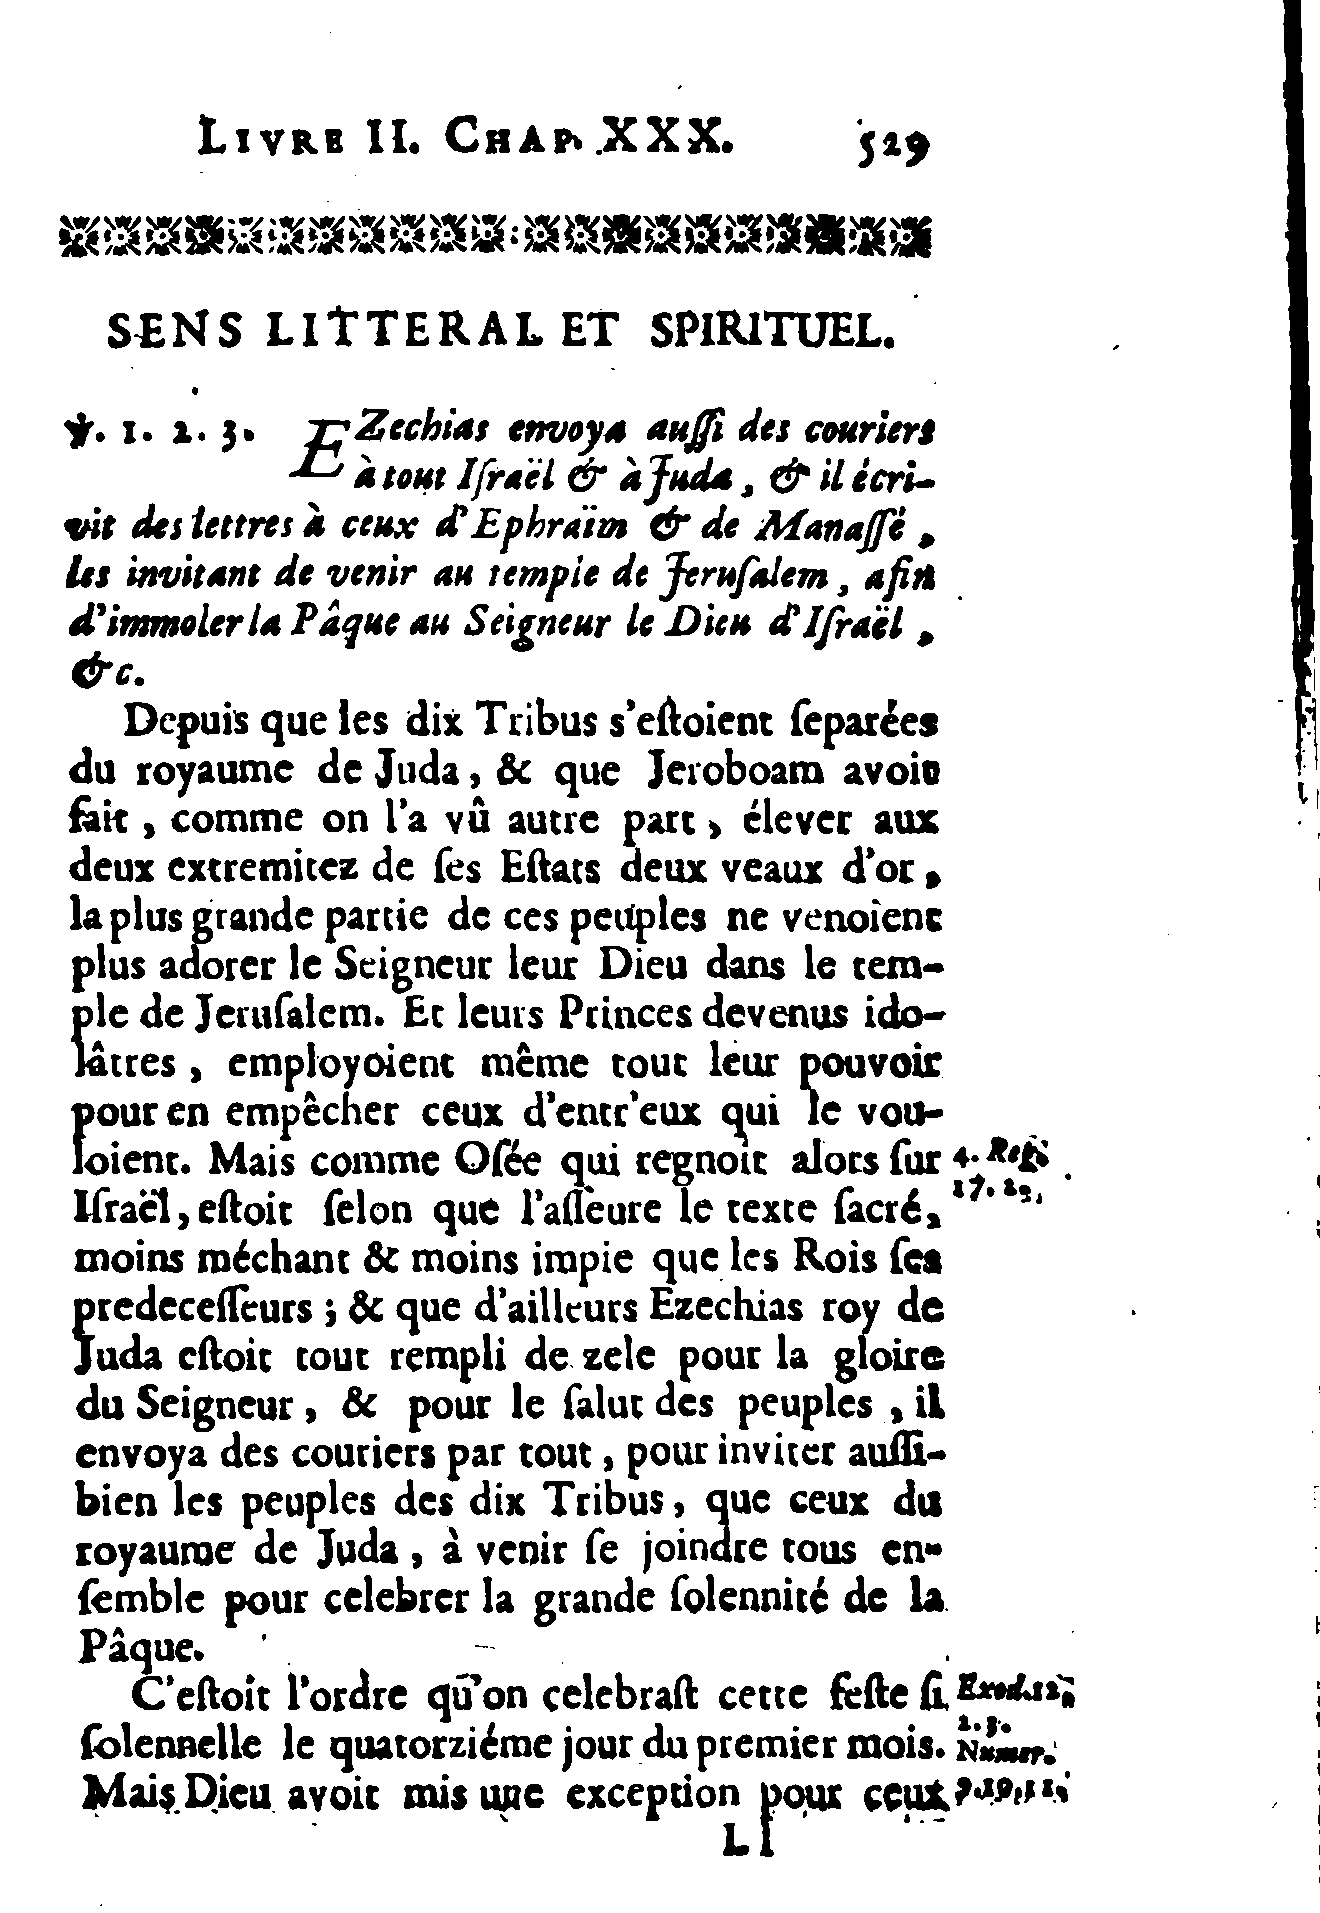 LIVRE II. CHAP. XXX. 529
SENS LITTERAL ET SPIRITUEL.
℣. 1. 2. 3. EZechias envoya auſſi des couriers
à tout Iſraël & à Juda, & il écri-
vit des lettres à ceux d'Ephraïm & de Manaſſé,
les invitant de venir au temple de Jeruſalem, afin
d'immoler la Pâque au Seigneur le Dieu d'Iſraël,
&c.
Depuis que les dix Tribus s'eſtoient ſeparées
du royaume de Juda, & que Jeroboam avoit
fait, comme on l'a vû autre part, élever aux
deux extremitez de ſes Eſtats deux veaux d'or,
la plus grande partie de ces peuples ne venoient
plus adorer le Seigneur leur Dieu dans le tem-
ple de Jeruſalem. Et leurs Princes devenus ido-
lâtres, employoient même tout leur pouvoir
pour en empêcher ceux d'entr'eux qui le vou-
loient. Mais comme Oſée qui regnoit alors ſur
4. Reg.
17. 2.
Iſraël, eſtoit ſelon que l'aſſeure le texte ſacré,
moins méchant & moins impie que les Rois ſes
predeceſſeurs; & que d'ailleurs Ezechias roy de
Juda eſtoit tout rempli de zele pour la gloire
du Seigneur, & pour le ſalut des peuples, il
envoya des couriers par tout, pour inviter auſſi-
bien les peuples des dix Tribus, que ceux du
royaume de Juda, à venir ſe joindre tous en-
ſemble pour celebrer la grande ſolennité de la
Pâque.
C'eſtoit l'ordre qu'on celebraſt cette feſte ſi
ſolennelle le quatorziéme jour du premier mois.
Mais Dieu avoit mis une exception pour ceux
Exod. 12.
2. 3.
Numer.
9. 10. 11.
Ll